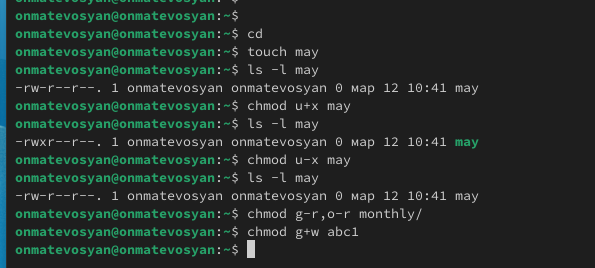 onmatevosyan@onmatevosyan:~$
onmatevosyan@onmatevosyan:~$ cd
onmatevosyan@onmatevosyan:~$ touch may
onmatevosyan@onmatevosyan:~$ ls -l may
-rw-r--r--. 1 onmatevosyan onmatevosyan 0 мар 12 10:41 may
onmatevosyan@onmatevosyan:~$ chmod u+x may
onmatevosyan@onmatevosyan:~$ ls -l may
-rwxr--r--. 1 onmatevosyan onmatevosyan 0 мар 12 10:41 may
onmatevosyan@onmatevosyan:~$ chmod u-x may
onmatevosyan@onmatevosyan:~$ ls -l may
-rw-r--r--. 1 onmatevosyan onmatevosyan 0 мар 12 10:41 may
onmatevosyan@onmatevosyan:~$ chmod g-r,o-r monthly/
onmatevosyan@onmatevosyan:~$ chmod g+w abc1
onmatevosyan@onmatevosyan:~$